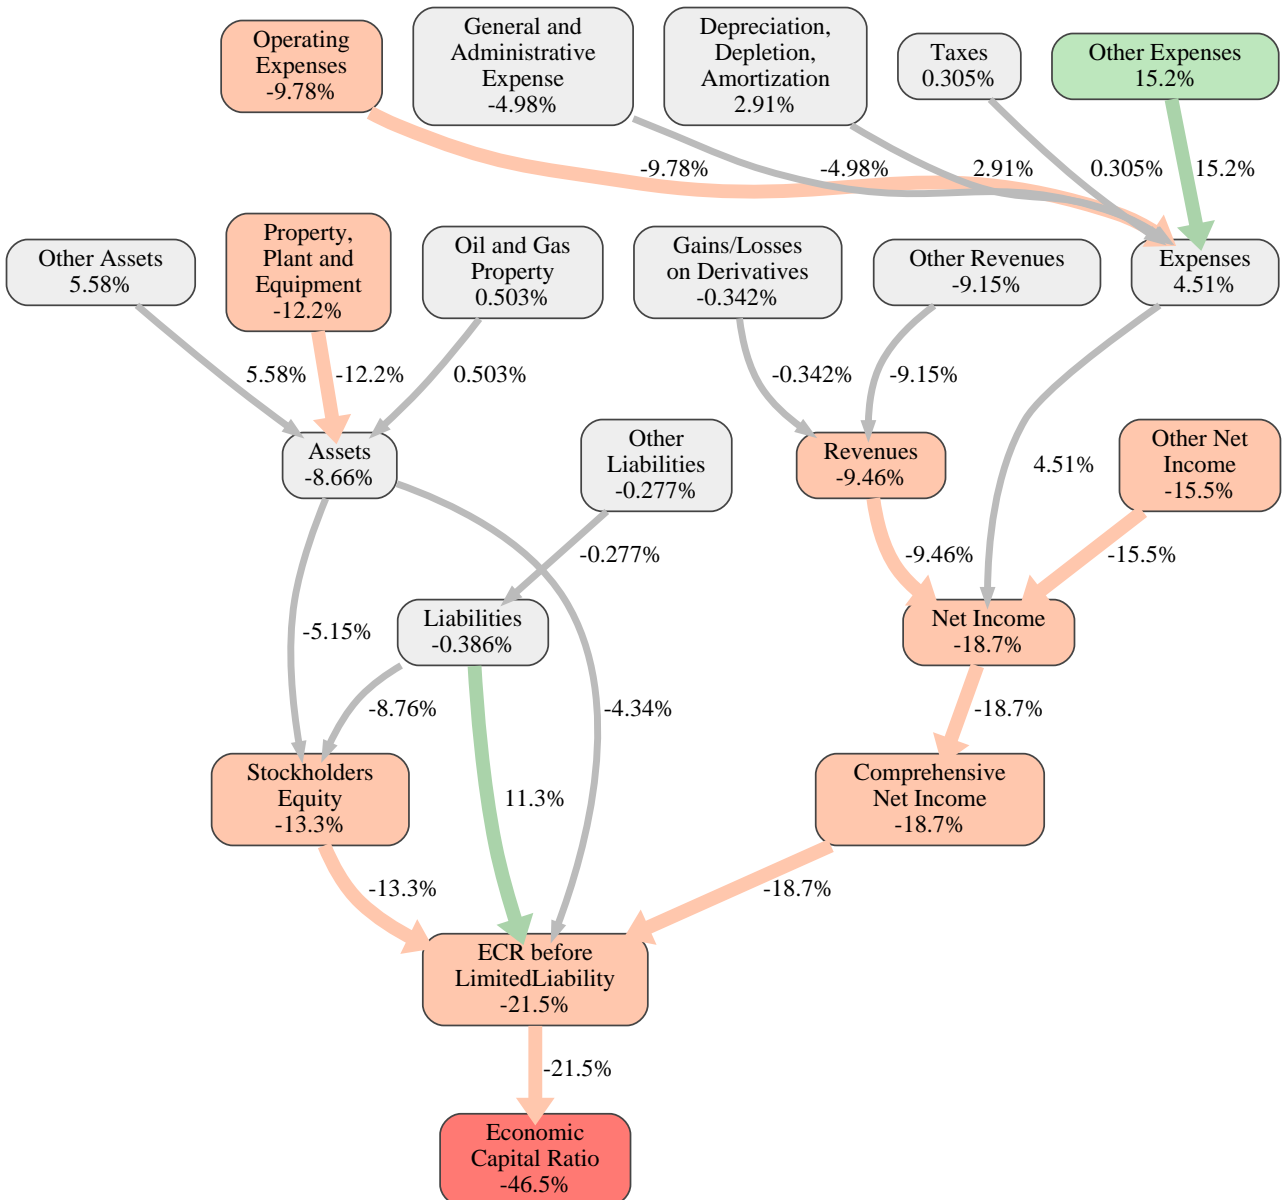 Operating
Expenses
-9.78%
General and
Administrative
Expense
-4.98%
Depreciation,
Depletion,
Amortization
2.91%
Taxes
0.305%
Other Expenses
15.2%
-9.78%
-4.98%
2.91%
0.305%
15.2%
Other Assets
5.58%
Property,
Plant and
Equipment
-12.2%
Oil and Gas
Property
0.503%
Gains/Losses
on Derivatives
-0.342%
Other Revenues
-9.15%
Expenses
4.51%
5.58%
-12.2%
0.503%
-0.342%
-9.15%
Assets
-8.66%
Other
Liabilities
-0.277%
Revenues
-9.46%
4.51%
Other Net
Income
-15.5%
-0.277%
-9.46%
-15.5%
-5.15%
Liabilities
-0.386%
Net Income
-18.7%
-8.76%
-4.34%
-18.7%
Stockholders
Equity
-13.3%
11.3%
Comprehensive
Net Income
-18.7%
-13.3%
-18.7%
ECR before
LimitedLiability
-21.5%
-21.5%
Economic
Capital Ratio
-46.5%